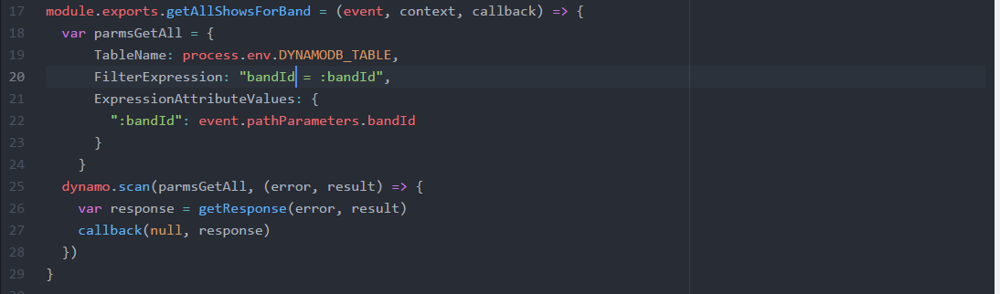 17 module.exports.getAllShowsForBand = (event, context, callback) => {
18   var parmsGetAll = {
19       TableName: process.env.DYNAMODB_TABLE,
20       FilterExpression: "bandId = :bandId",
21       ExpressionAttributeValues: {
22         ":bandId": event.pathParameters.bandId
23       }
24     }
25   dynamo.scan(parmsGetAll, (error, result) => {
26     var response = getResponse(error, result)
27     callback(null, response)
28   })
29 }